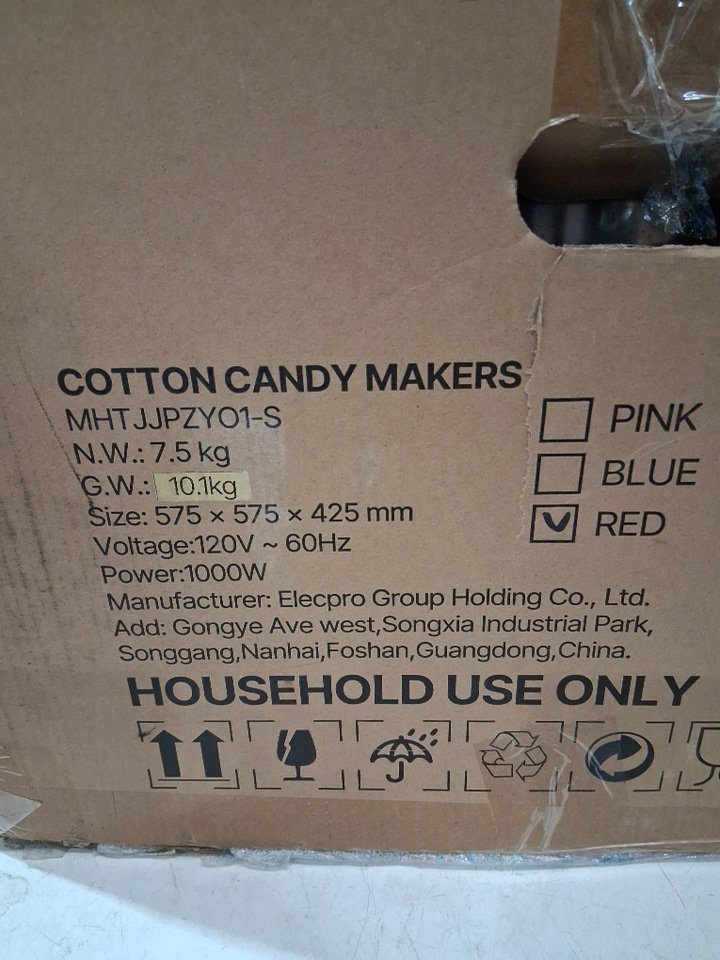 COTTON CANDY MAKERS
MHTJJPZYO1-S
N.W.: 7.5 kg
G.W.: 10.1kg
Size: 575 × 575 × 425 mm
Voltage:120V ~ 60Hz
Power:1000W
Manufacturer: Elecpro Group Holding Co., Ltd.
Add: Gongye Ave west,Songxia Industrial Park,
Songgang,Nanhai,Foshan,Guangdong,China.
HOUSEHOLD USE ONLY
PINK
BLUE
RED